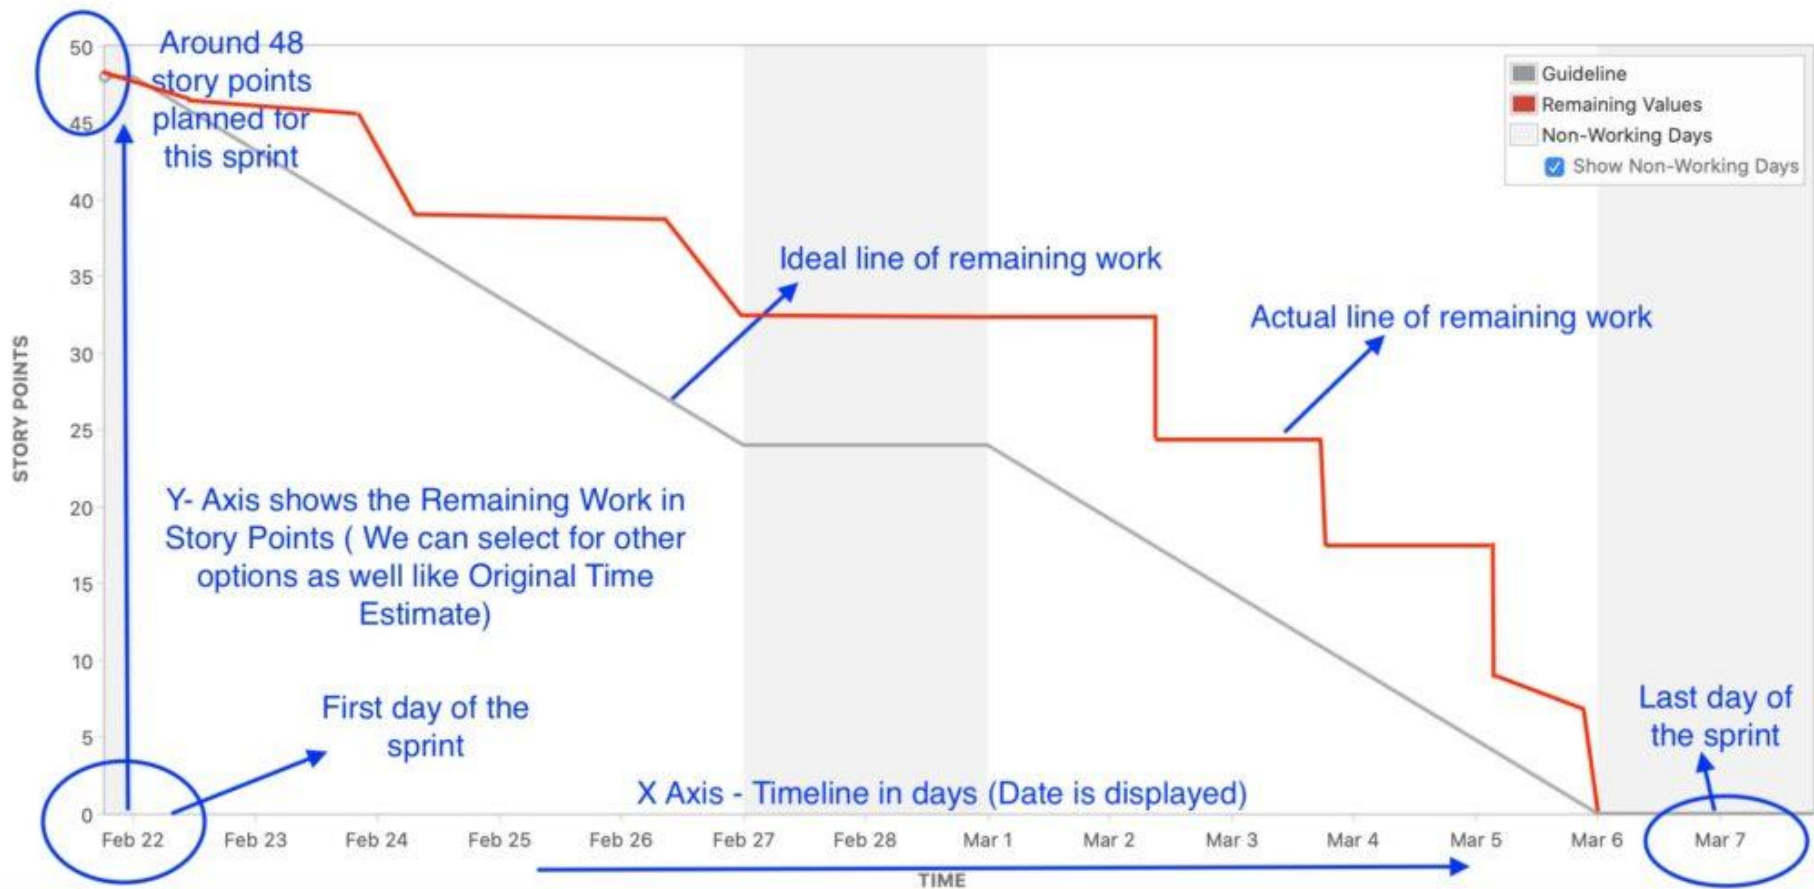 50
45
40
35
30
25
20
15
10
5
0
STORY POINTS
Around 48
story points
planned for
this sprint
Guideline
Remaining Values
Non-Working Days
Show Non-Working Days
Ideal line of remaining work
Actual line of remaining work
Y- Axis shows the Remaining Work in
Story Points ( We can select for other
options as well like Original Time
Estimate)
First day of the
sprint
Last day of
the sprint
X Axis - Timeline in days (Date is displayed)
Feb 22 Feb 23 Feb 24 Feb 25 Feb 26 Feb 27 Feb 28 Mar 1 Mar 2 Mar 3 Mar 4 Mar 5 Mar 6 Mar 7
TIME